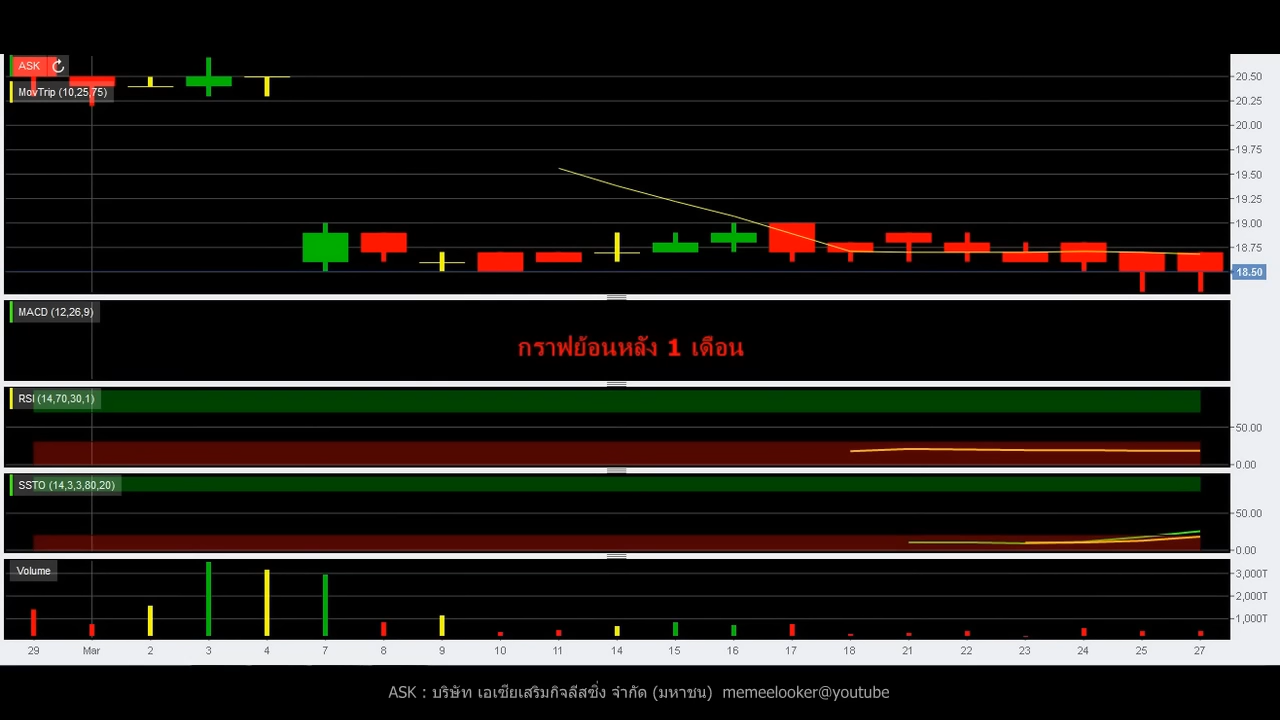 ASK
MovTrip (10,25,75)
20.50
20.25
20.00
19.75
19.50
19.25
19.00
18.75
18.50
MACD (12,26,9)
กราฟย้อนหลัง 1 เดือน
RSI (14,70,30,1)
50.00
0.00
SSTO (14,3,3,80,20)
50.00
0.00
Volume
3,000T
2,000T
1,000T
29 Mar 2 3 4 7 8 9 10 11 14 15 16 17 18 21 22 23 24 25 27
ASK : บริษัท เอเซียเสริมกิจลีสซิ่ง จำกัด (มหาชน) memeelooker@youtube